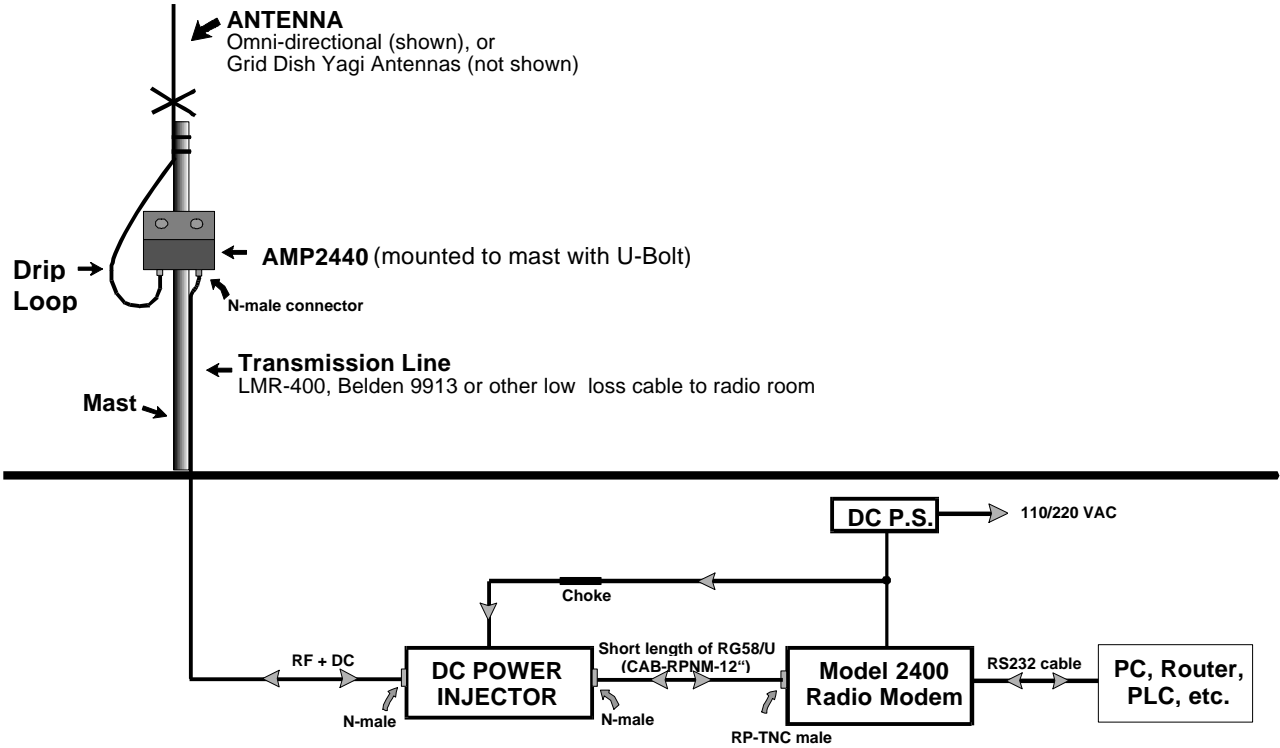 ANTENNA
Omni-directional (shown), or
Grid Dish Yagi Antennas (not shown)
AMP2440 (mounted to mast with U-Bolt)
Drip
Loop
N-male connector
Transmission Line
LMR-400, Belden 9913 or other low loss cable to radio room
Mast
DC P.S.
110/220 VAC
Choke
RF + DC
DC POWER
INJECTOR
Short length of RG58/U
(CAB-RPNM-12“)
Model 2400
Radio Modem
RS232 cable
PC, Router,
PLC, etc.
N-male
N-male
RP-TNC male